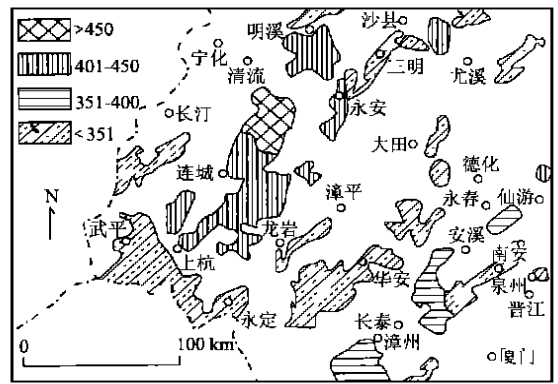 >450
401-450
351-400
<351
N
0
100 km
明溪
沙县
宁化
清流
三明
尤溪
长汀
永安
大田
连城
德化
漳平
永春
仙游
武平
龙岩
安溪
上杭
南安
华安
泉州
晋江
永定
长泰
漳州
厦门